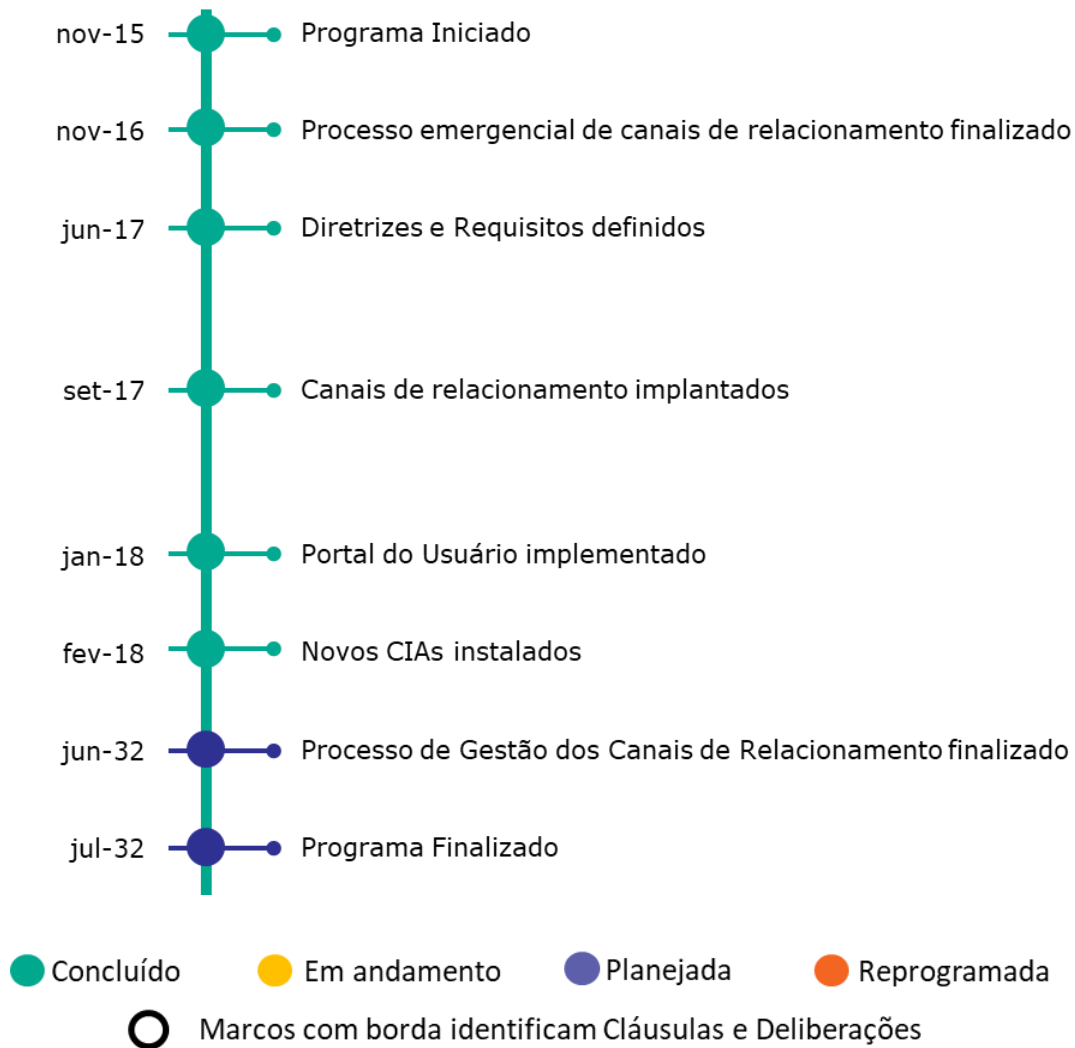 nov-15 Programa Iniciado
nov-16 Processo emergencial de canais de relacionamento finalizado
jun-17 Diretrizes e Requisitos definidos
set-17 Canais de relacionamento implantados
jan-18 Portal do Usuário implementado
fev-18 Novos CIAs instalados
jun-32 Processo de Gestão dos Canais de Relacionamento finalizado
jul-32 Programa Finalizado
Concluído Em andamento Planejada Reprogramada
Marcos com borda identificam Cláusulas e Deliberações